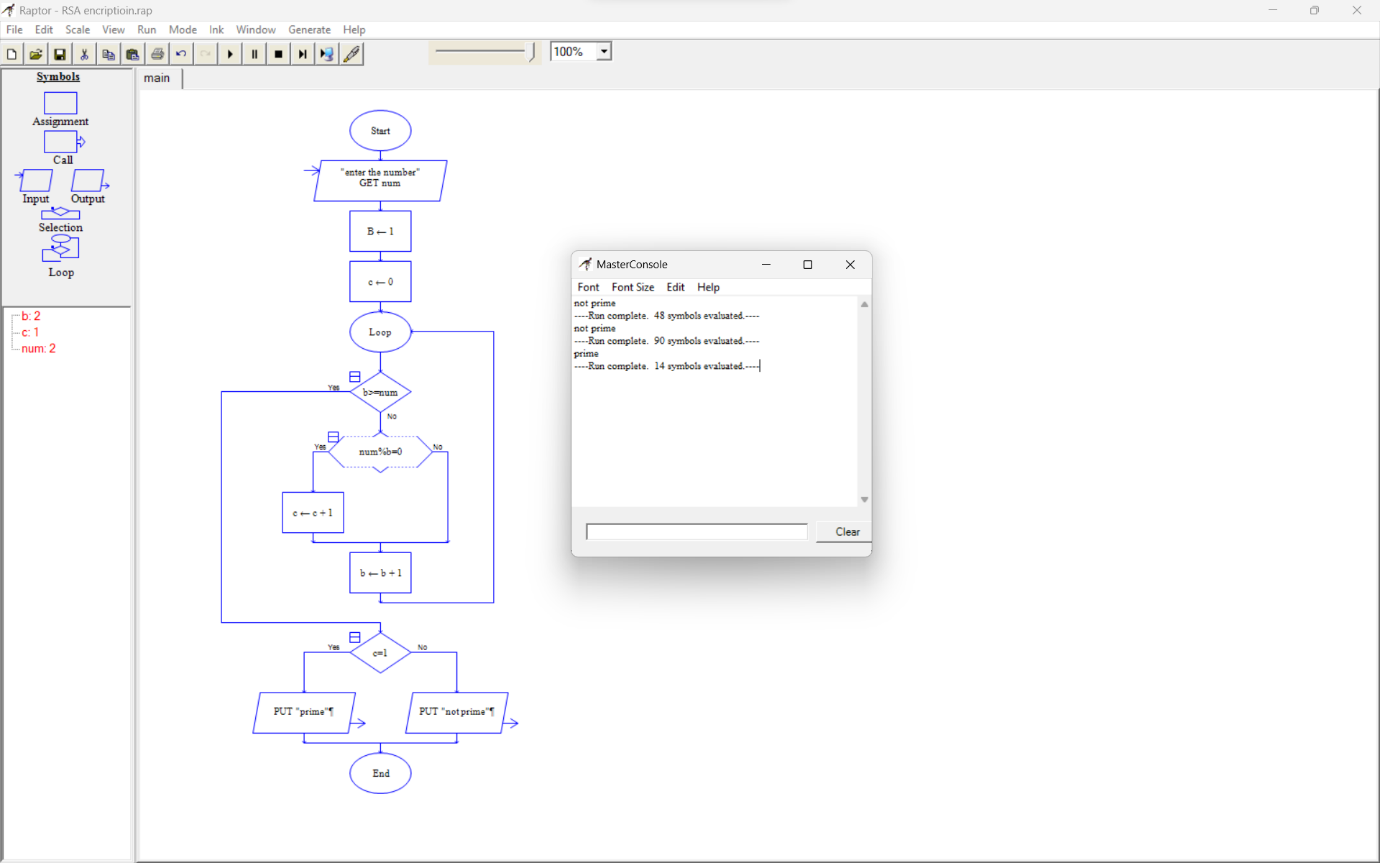 Raptor - RSA encriptioin.rap
File Edit Scale View Run Mode Ink Window Generate Help
100%
Symbols
Assignment
Call
Input Output
Selection
Loop
b: 2
c: 1
num: 2
main
Start
"enter the number"
GET num
B ← 1
c ← 0
Loop
Yes
b>=num
No
Yes
num%b=0
No
c ← c + 1
b ← b + 1
Yes
c=1
No
PUT "prime"¶
PUT "not prime"¶
End
MasterConsole
Font Font Size Edit Help
not prime
----Run complete. 48 symbols evaluated.----
not prime
----Run complete. 90 symbols evaluated.----
prime
----Run complete. 14 symbols evaluated.----
Clear